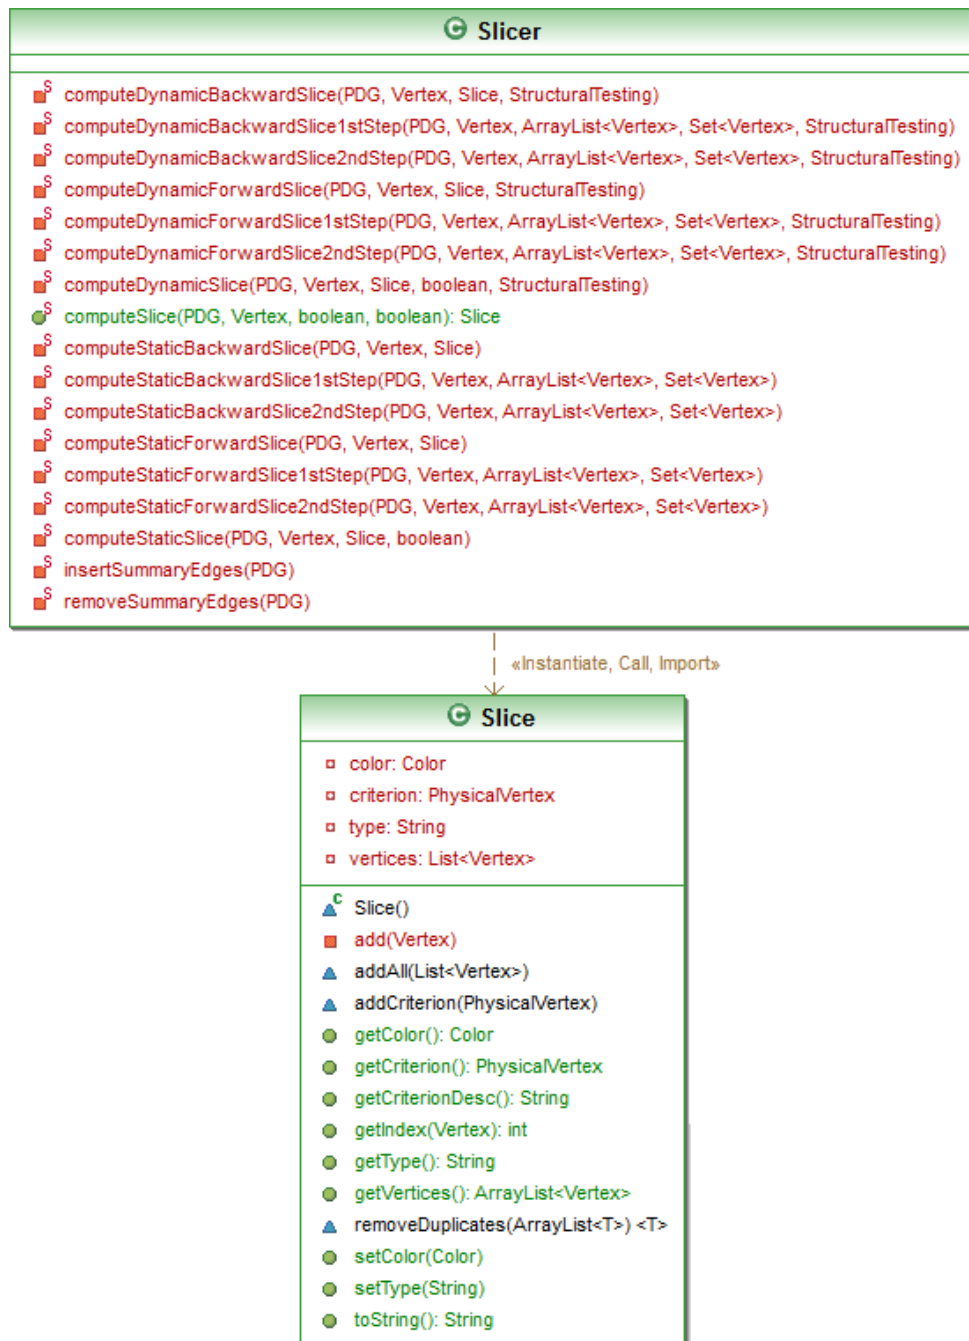 C Slicer
S computeDynamicBackwardSlice(PDG, Vertex, Slice, StructuralTesting)
S computeDynamicBackwardSlice1stStep(PDG, Vertex, ArrayList<Vertex>, Set<Vertex>, StructuralTesting)
S computeDynamicBackwardSlice2ndStep(PDG, Vertex, ArrayList<Vertex>, Set<Vertex>, StructuralTesting)
S computeDynamicForwardSlice(PDG, Vertex, Slice, StructuralTesting)
S computeDynamicForwardSlice1stStep(PDG, Vertex, ArrayList<Vertex>, Set<Vertex>, StructuralTesting)
S computeDynamicForwardSlice2ndStep(PDG, Vertex, ArrayList<Vertex>, Set<Vertex>, StructuralTesting)
S computeDynamicSlice(PDG, Vertex, Slice, boolean, StructuralTesting)
S computeSlice(PDG, Vertex, boolean, boolean): Slice
S computeStaticBackwardSlice(PDG, Vertex, Slice)
S computeStaticBackwardSlice1stStep(PDG, Vertex, ArrayList<Vertex>, Set<Vertex>)
S computeStaticBackwardSlice2ndStep(PDG, Vertex, ArrayList<Vertex>, Set<Vertex>)
S computeStaticForwardSlice(PDG, Vertex, Slice)
S computeStaticForwardSlice1stStep(PDG, Vertex, ArrayList<Vertex>, Set<Vertex>)
S computeStaticForwardSlice2ndStep(PDG, Vertex, ArrayList<Vertex>, Set<Vertex>)
S computeStaticSlice(PDG, Vertex, Slice, boolean)
S insertSummaryEdges(PDG)
S removeSummaryEdges(PDG)
«Instantiate, Call, Import»
C Slice
color: Color
criterion: PhysicalVertex
type: String
vertices: List<Vertex>
C Slice()
add(Vertex)
addAll(List<Vertex>)
addCriterion(PhysicalVertex)
getColor(): Color
getCriterion(): PhysicalVertex
getCriterionDesc(): String
getIndex(Vertex): int
getType(): String
getVertices(): ArrayList<Vertex>
removeDuplicates(ArrayList<T>) <T>
setColor(Color)
setType(String)
toString(): String